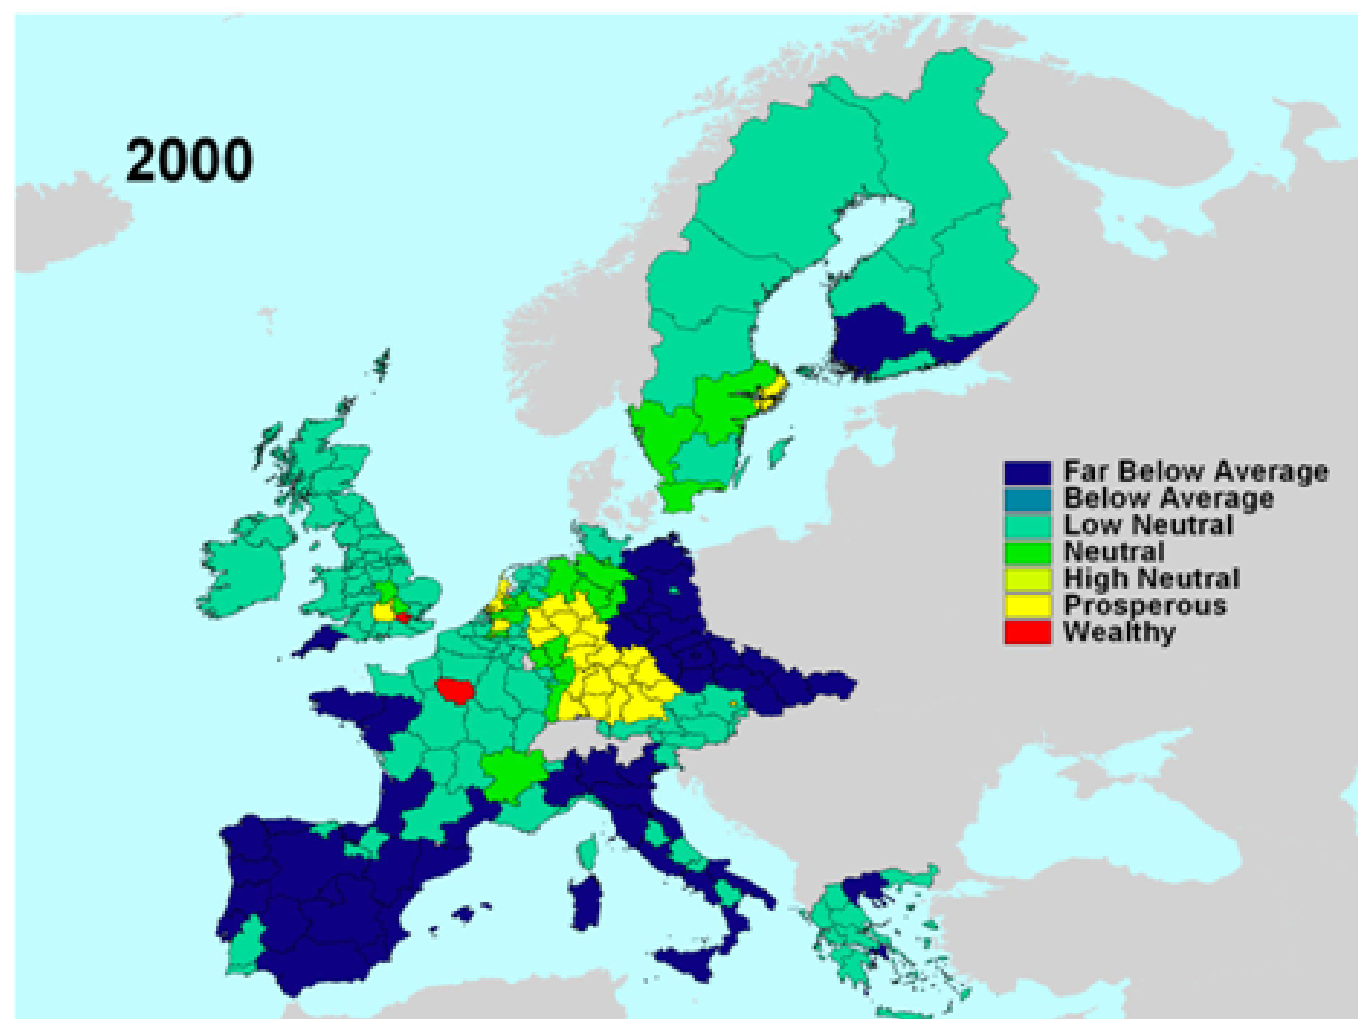 2000
Far Below Average
Below Average
Low Neutral
Neutral
High Neutral
Prosperous
Wealthy